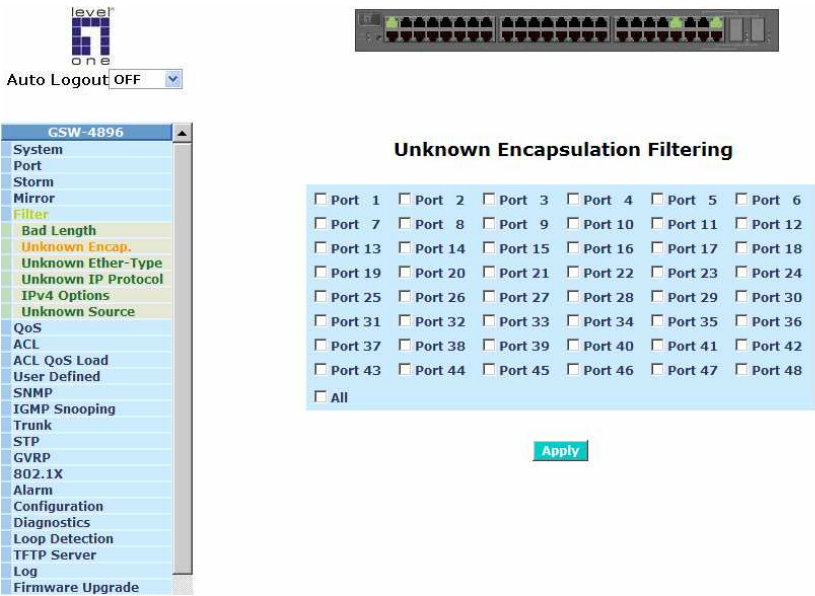 level
one
Auto Logout OFF
GSW-4896
System
Port
Storm
Mirror
Filter
Bad Length
Unknown Encap.
Unknown Ether-Type
Unknown IP Protocol
IPv4 Options
Unknown Source
QoS
ACL
ACL QoS Load
User Defined
SNMP
IGMP Snooping
Trunk
STP
GVRP
802.1X
Alarm
Configuration
Diagnostics
Loop Detection
TFTP Server
Log
Firmware Upgrade
Unknown Encapsulation Filtering
Port 1 Port 2 Port 3 Port 4 Port 5 Port 6
Port 7 Port 8 Port 9 Port 10 Port 11 Port 12
Port 13 Port 14 Port 15 Port 16 Port 17 Port 18
Port 19 Port 20 Port 21 Port 22 Port 23 Port 24
Port 25 Port 26 Port 27 Port 28 Port 29 Port 30
Port 31 Port 32 Port 33 Port 34 Port 35 Port 36
Port 37 Port 38 Port 39 Port 40 Port 41 Port 42
Port 43 Port 44 Port 45 Port 46 Port 47 Port 48
All
Apply